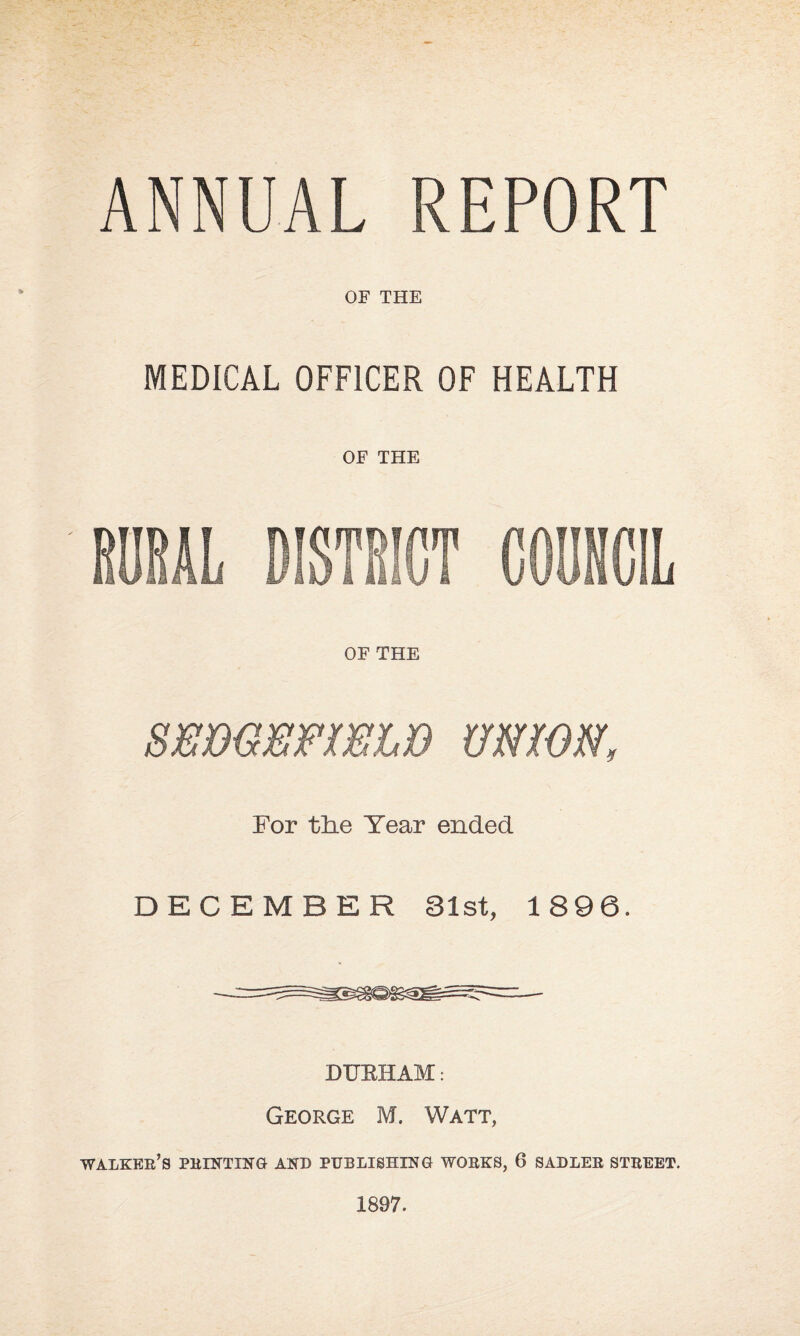 ANNUAL REPORT
OF THE
MEDICAL OFFICER OF HEALTH
OF THE
RURAL DISTRICT COUNCIL
OF THE
SEDGEFIELD UNION,
For the Year ended
DECEMBER 31st, 1896.
DURHAM:
GEORGE M. WATT,
WALKER'S PRINTING AND PUBLISHING WORKS, 6 SADLER STREET.
1897.